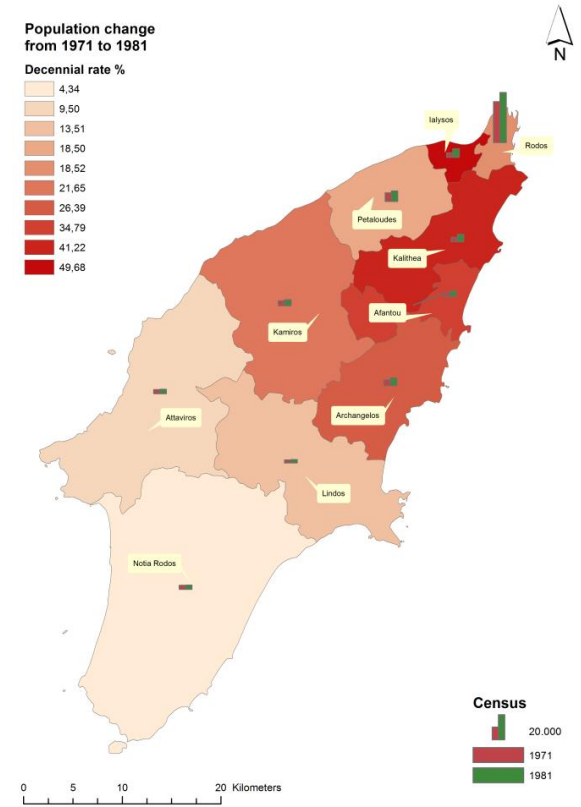 Population change
from 1971 to 1981
Decennial rate %
4,34
9,50
13,51
18,50
18,52
21,65
26,39
34,79
41,22
49,68
N
Ialysos
Rodos
Petaloudes
Kalithea
Afantou
Kamiros
Archangelos
Attaviros
Lindos
Notia Rodos
Census
20.000
1971
1981
0 5 10 20 Kilometers